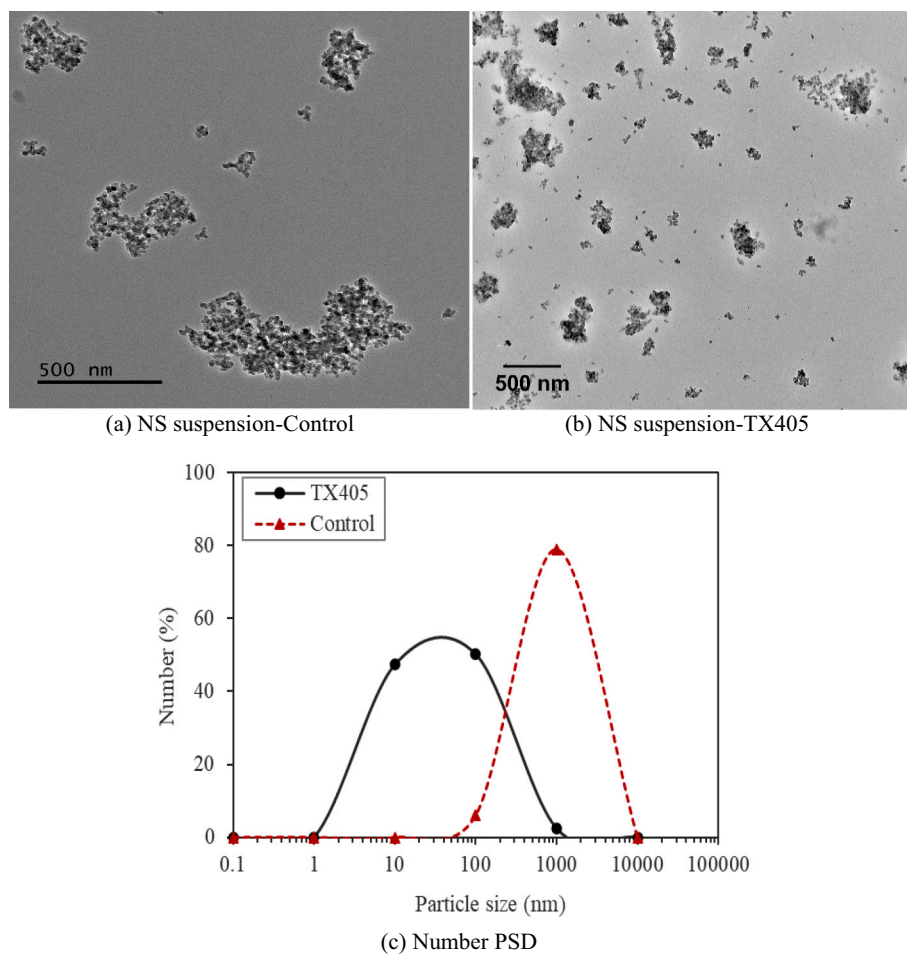 500 nm
500 nm
(a) NS suspension-Control
(b) NS suspension-TX405
100
80
60
40
20
0
Number (%)
TX405
Control
0.1 1 10 100 1000 10000 100000
Particle size (nm)
(c) Number PSD